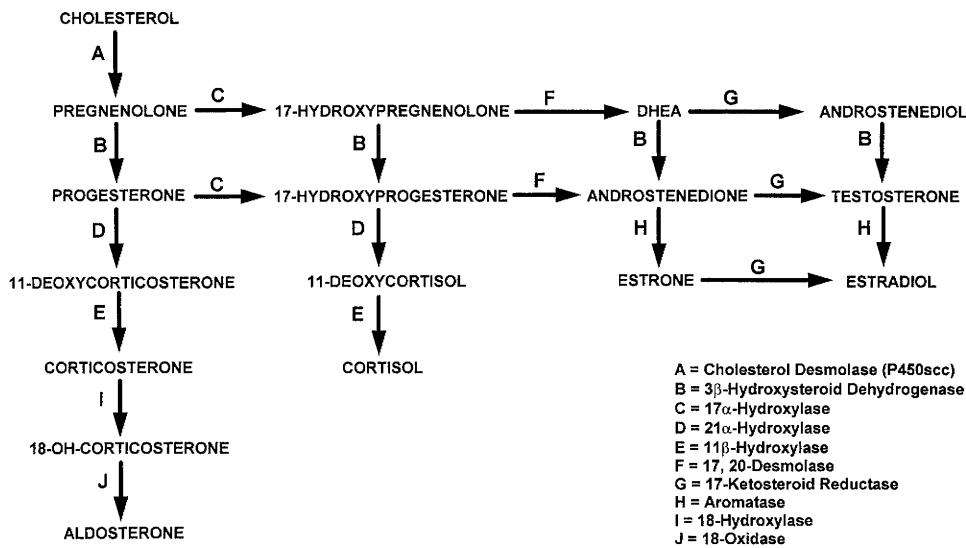 CHOLESTEROL
A
C
F
G
PREGNENOLONE
17-HYDROXYPREGNENOLONE
DHEA
ANDROSTENEDIOL
B
B
B
B
C
F
G
PROGESTERONE
17-HYDROXYPROGESTERONE
ANDROSTENEDIONE
TESTOSTERONE
D
D
H
H
G
11-DEOXYCORTICOSTERONE
11-DEOXYCORTISOL
ESTRONE
ESTRADIOL
E
E
CORTICOSTERONE
CORTISOL
I
18-OH-CORTICOSTERONE
J
ALDOSTERONE
A = Cholesterol Desmolase (P450scc)
B = 3β-Hydroxysteroid Dehydrogenase
C = 17α-Hydroxylase
D = 21α-Hydroxylase
E = 11β-Hydroxylase
F = 17, 20-Desmolase
G = 17-Ketosteroid Reductase
H = Aromatase
I = 18-Hydroxylase
J = 18-Oxidase